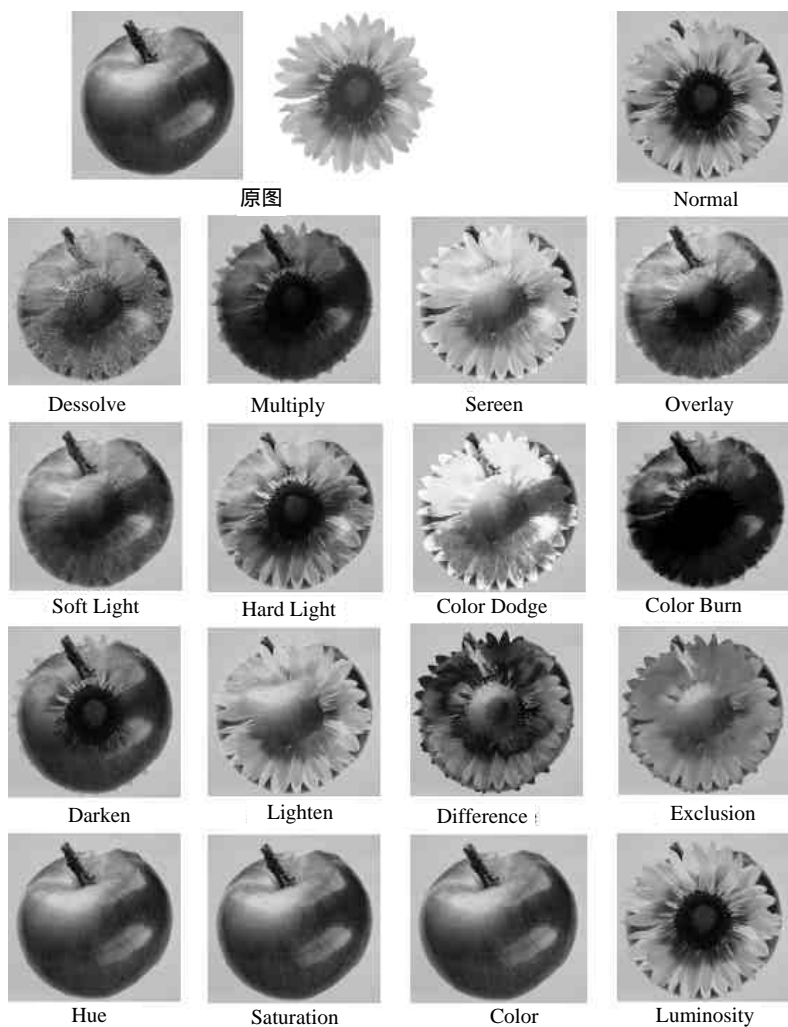 原图
Normal
Dessolve
Multiply
Sereen
Overlay
Soft Light
Hard Light
Color Dodge
Color Burn
Darken
Lighten
Difference
Exclusion
Hue
Saturation
Color
Luminosity